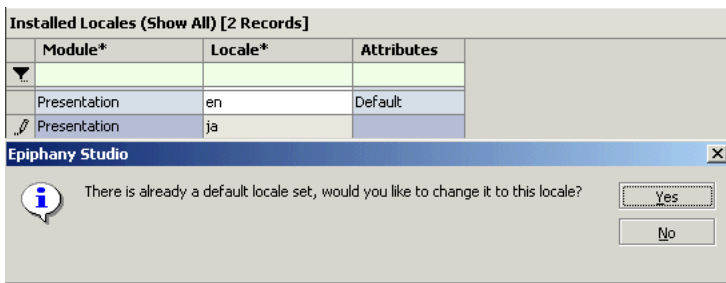 Installed Locales (Show All) [2 Records]
Module* Locale* Attributes
Presentation en Default
Presentation ja
Epiphany Studio
There is already a default locale set, would you like to change it to this locale?
Yes
No